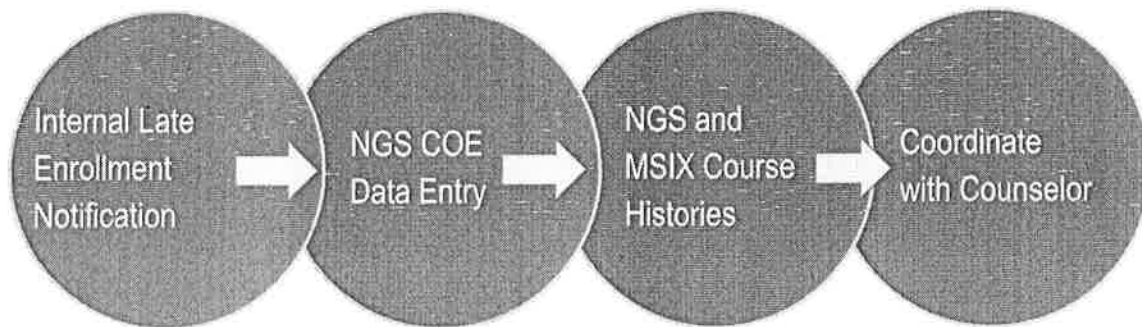 Internal Late
Enrollment
Notification
NGS COE
Data Entry
NGS and
MSIX Course
Histories
Coordinate
with Counselor